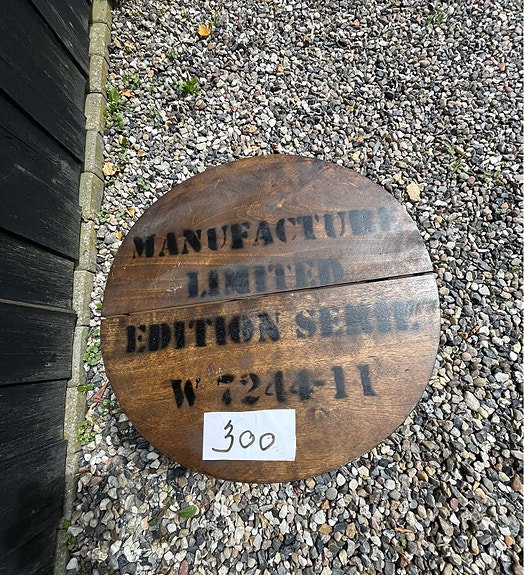 MANUFACTURE
LIMITED
EDITION SERIE
W 7244-11
300